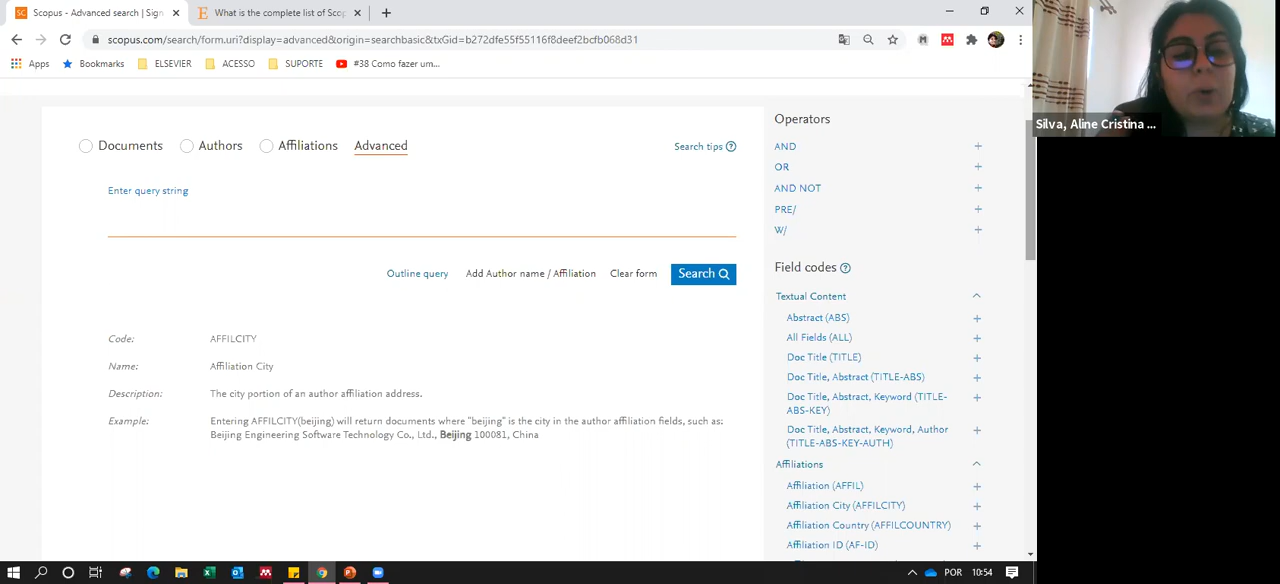 Scopus - Advanced search | Sign
What is the complete list of Scop
scopus.com/search/form.uri?display=advanced&origin=searchbasic&txGid=b272dfe55f55116f8deef2bcfb068d31
Apps
Bookmarks
ELSEVIER
ACESSO
SUPORTE
#38 Como fazer um...
Silva, Aline Cristina ...
Documents
Authors
Affiliations
Advanced
Search tips
Enter query string
Outline query
Add Author name / Affiliation
Clear form
Search
Code: AFFILCITY
Name: Affiliation City
Description: The city portion of an author affiliation address.
Example: Entering AFFILCITY(beijing) will return documents where "beijing" is the city in the author affiliation fields, such as:
Beijing Engineering Software Technology Co., Ltd., Beijing 100081, China
Operators
AND
OR
AND NOT
PRE/
W/
Field codes
Textual Content
Abstract (ABS)
All Fields (ALL)
Doc Title (TITLE)
Doc Title, Abstract (TITLE-ABS)
Doc Title, Abstract, Keyword (TITLE-
ABS-KEY)
Doc Title, Abstract, Keyword, Author
(TITLE-ABS-KEY-AUTH)
Affiliations
Affiliation (AFFIL)
Affiliation City (AFFILCITY)
Affiliation Country (AFFILCOUNTRY)
Affiliation ID (AF-ID)
POR
10:54